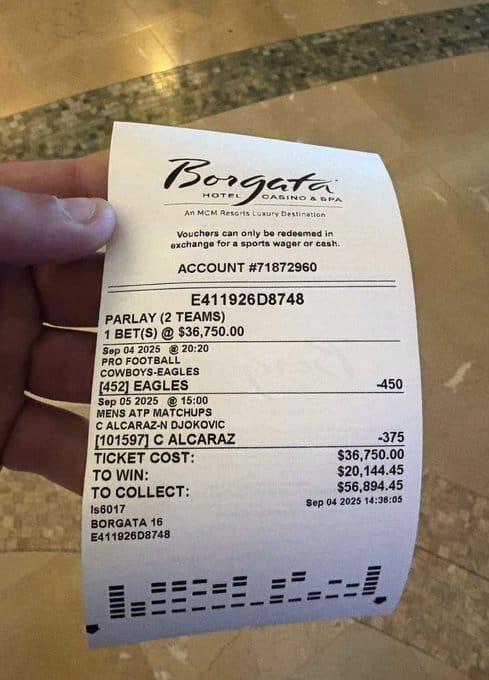 Borgata
HOTEL CASINO & SPA
An MCM Resorts Luxury Destination
Vouchers can only be redeemed in
exchange for a sports wager or cash.
ACCOUNT #71872960
E411926D8748
PARLAY (2 TEAMS)
1 BET(S) @ $36,750.00
Sep 04 2025 @ 20:20
PRO FOOTBALL
COWBOYS-EAGLES
[452] EAGLES -450
Sep 05 2025 @ 15:00
MENS ATP MATCHUPS
C ALCARAZ-N DJOKOVIC
[101597] C ALCARAZ -375
TICKET COST: $36,750.00
TO WIN: $20,144.45
TO COLLECT: $56,894.45
Sep 04 2025 14:36:05
ls6017
BORGATA 16
E411926D8748